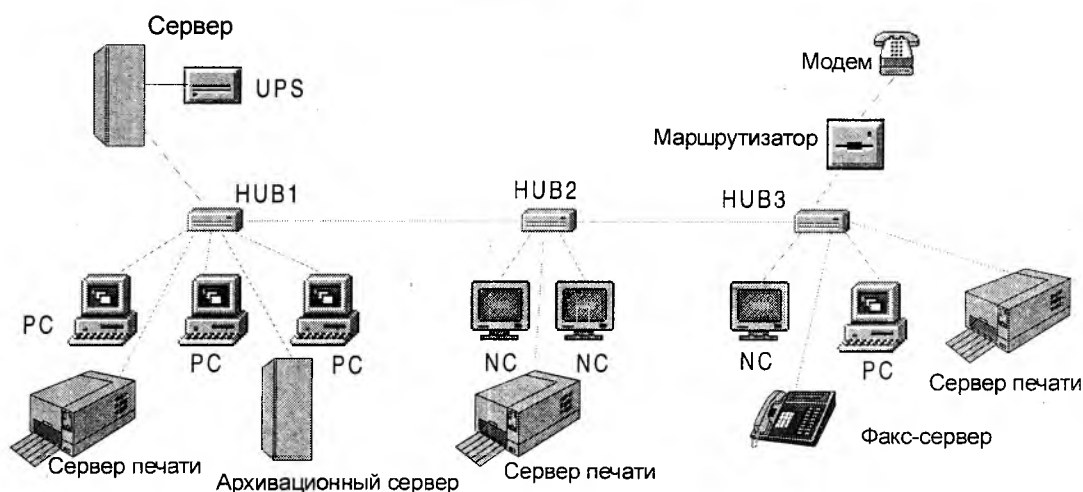 Сервер
UPS
Модем
Маршрутизатор
HUB1
HUB2
HUB3
PC
PC
PC
NC
NC
NC
PC
Сервер печати
Сервер печати
Архивационный сервер
Сервер печати
Факс-сервер